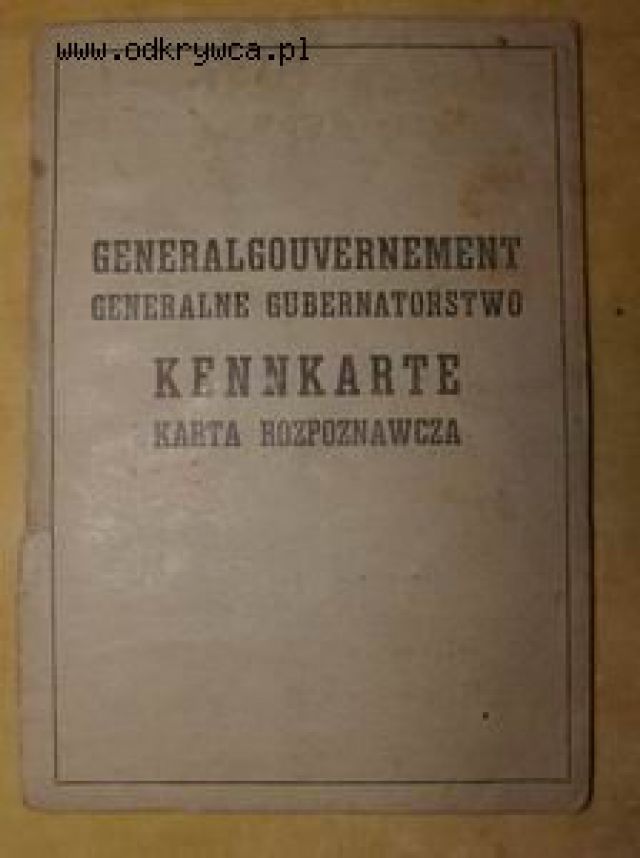 www.odkrywca.pl
GENERALGOUVERNEMENT
GENERALNE GUBERNATORSTWO
KENNKARTE
KARTA ROZPOZNAWCZA